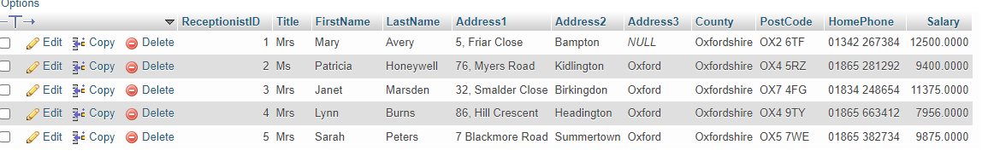 Options
ReceptionistID Title FirstName LastName Address1 Address2 Address3 County PostCode HomePhone Salary
Edit Copy Delete 1 Mrs Mary Avery 5, Friar Close Bampton NULL Oxfordshire OX2 6TF 01342 267384 12500.0000
Edit Copy Delete 2 Ms Patricia Honeywell 76, Myers Road Kidlington Oxford Oxfordshire OX4 5RZ 01865 281292 9400.0000
Edit Copy Delete 3 Mrs Janet Marsden 32, Smalder Close Birkingdon Oxford Oxfordshire OX7 4FG 01834 248654 11375.0000
Edit Copy Delete 4 Mrs Lynn Burns 86, Hill Crescent Headington Oxford Oxfordshire OX4 9TY 01865 663412 7956.0000
Edit Copy Delete 5 Mrs Sarah Peters 7 Blackmore Road Summertown Oxford Oxfordshire OX5 7WE 01865 382734 9875.0000